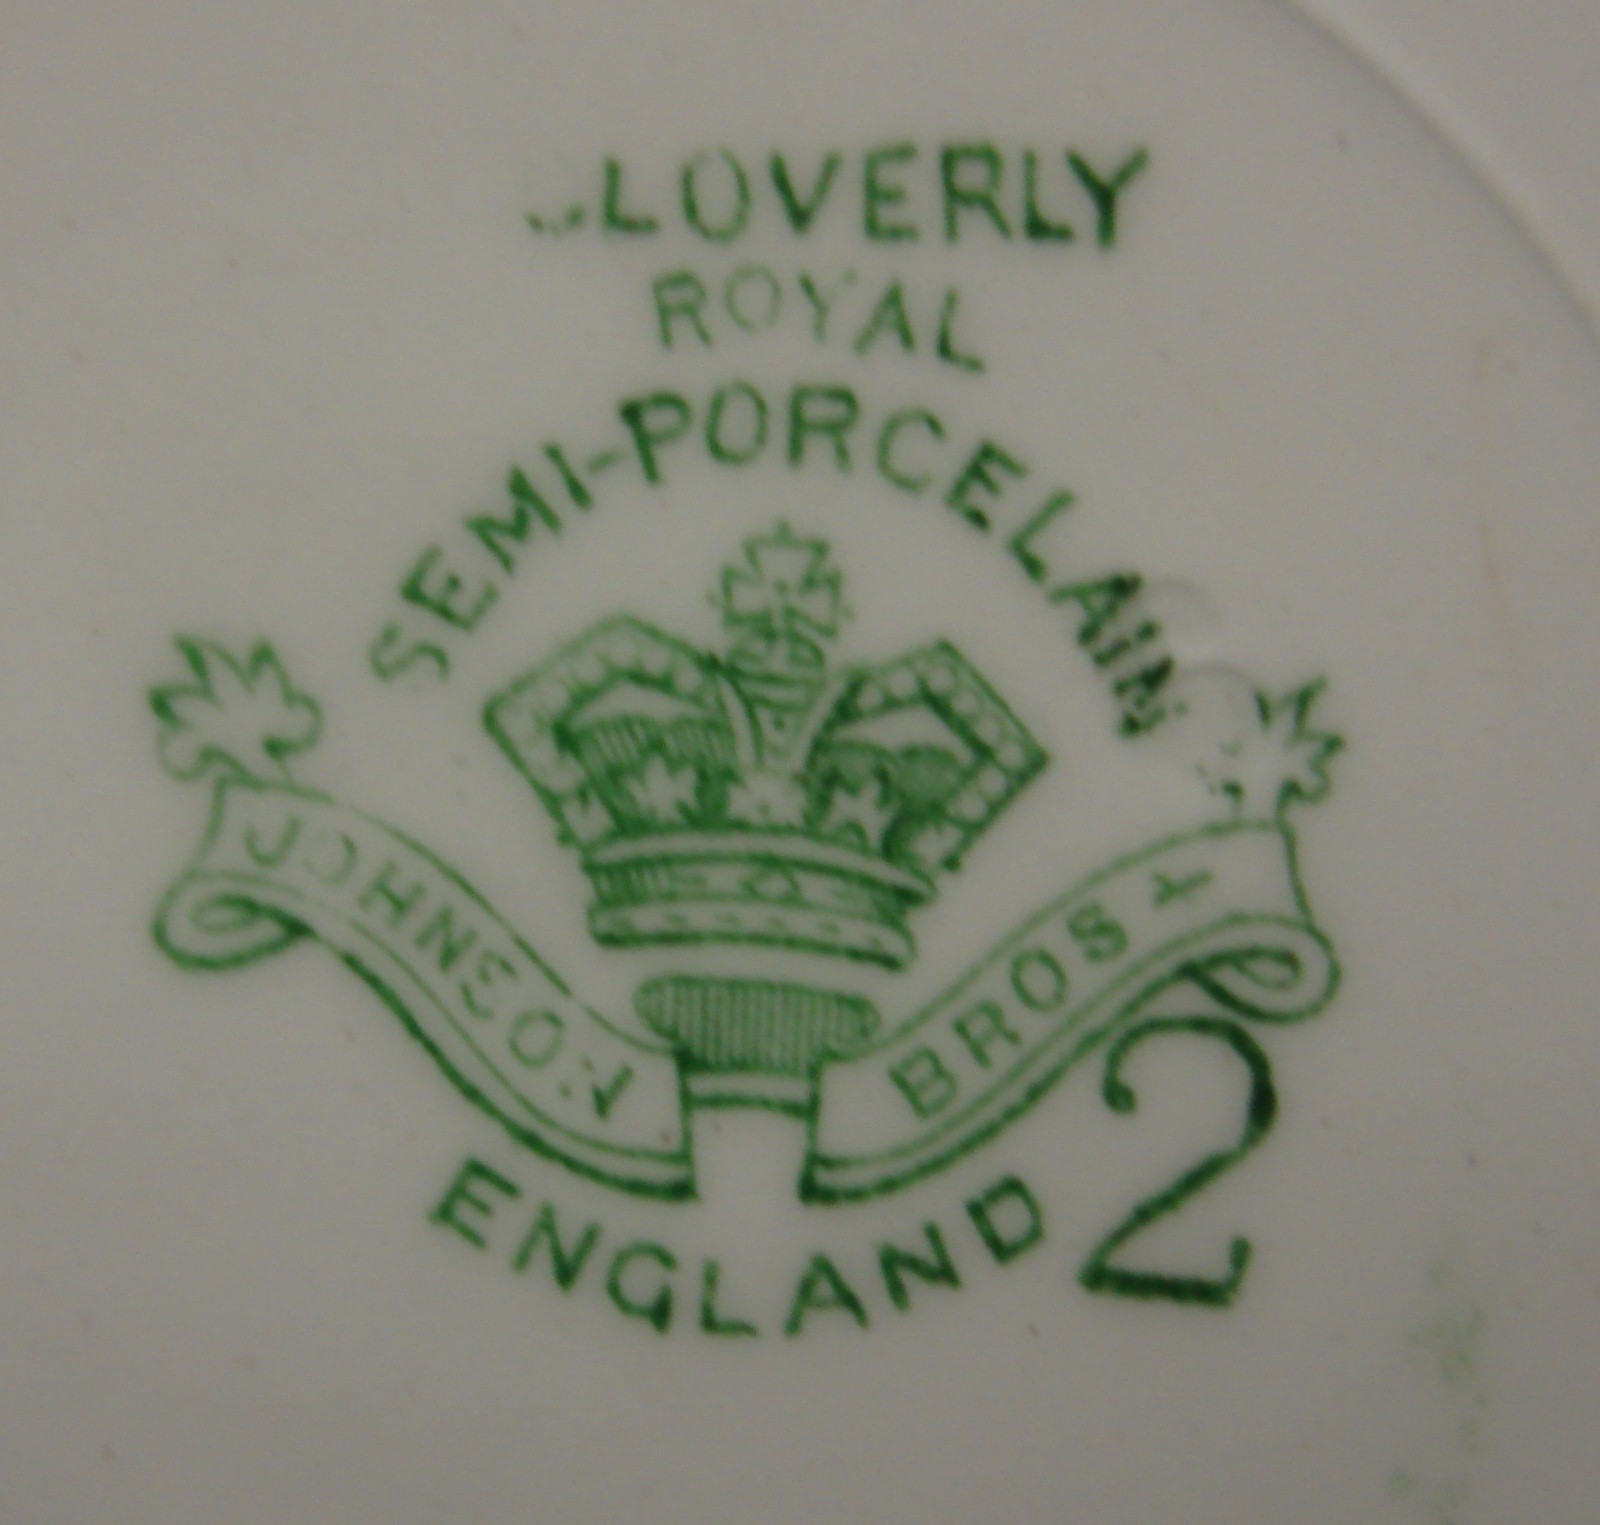 LOVERLY
ROYAL
SEMI-PORCELAIN
JOHNSON BROS
ENGLAND
2